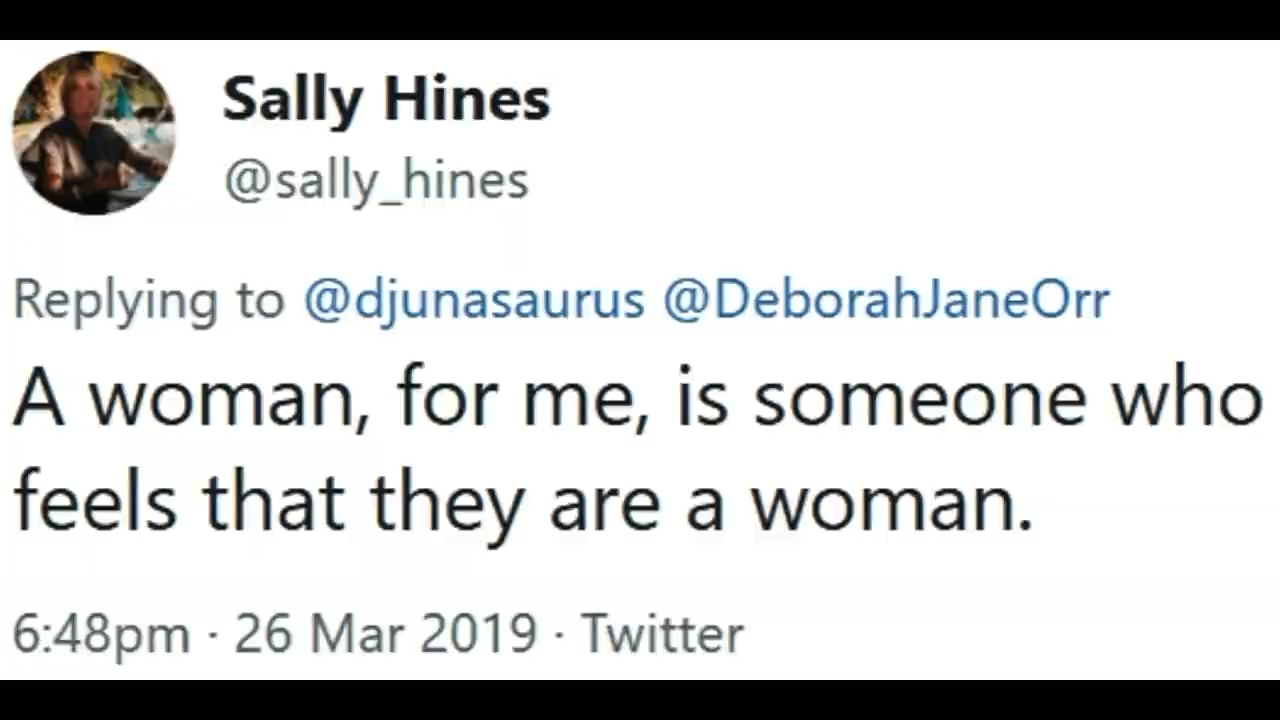 Sally Hines
@sally_hines
Replying to @djunasaurus @DeborahJaneOrr
A woman, for me, is someone who
feels that they are a woman.
6:48pm · 26 Mar 2019 · Twitter